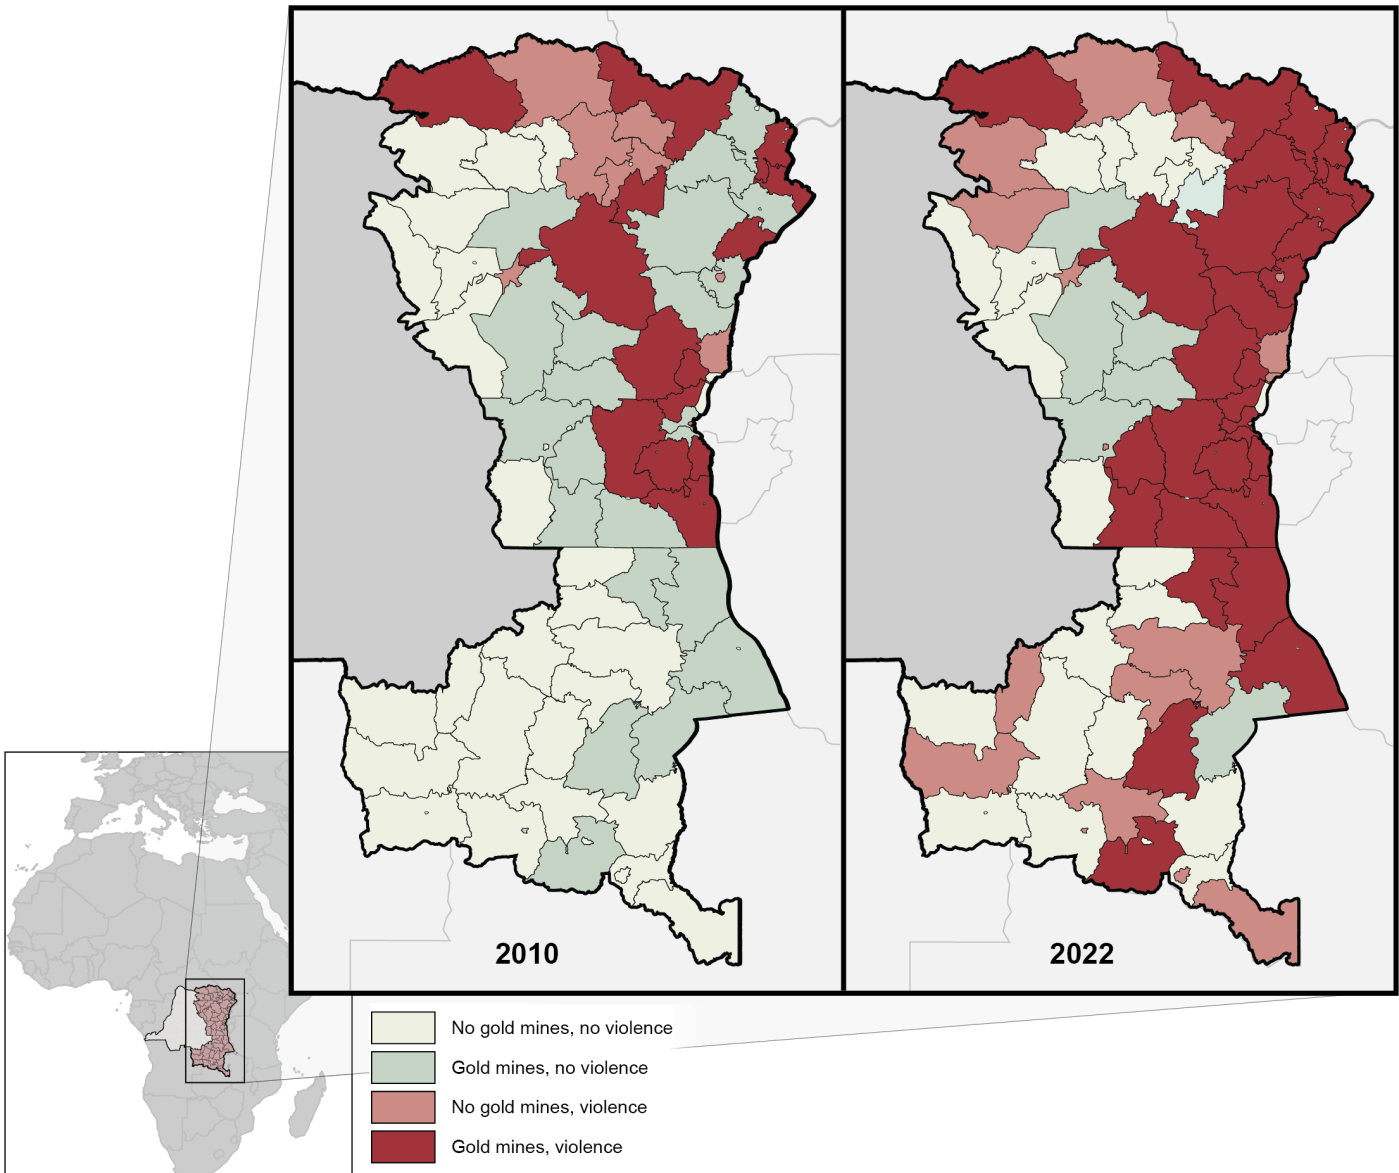 2010
2022
No gold mines, no violence
Gold mines, no violence
No gold mines, violence
Gold mines, violence